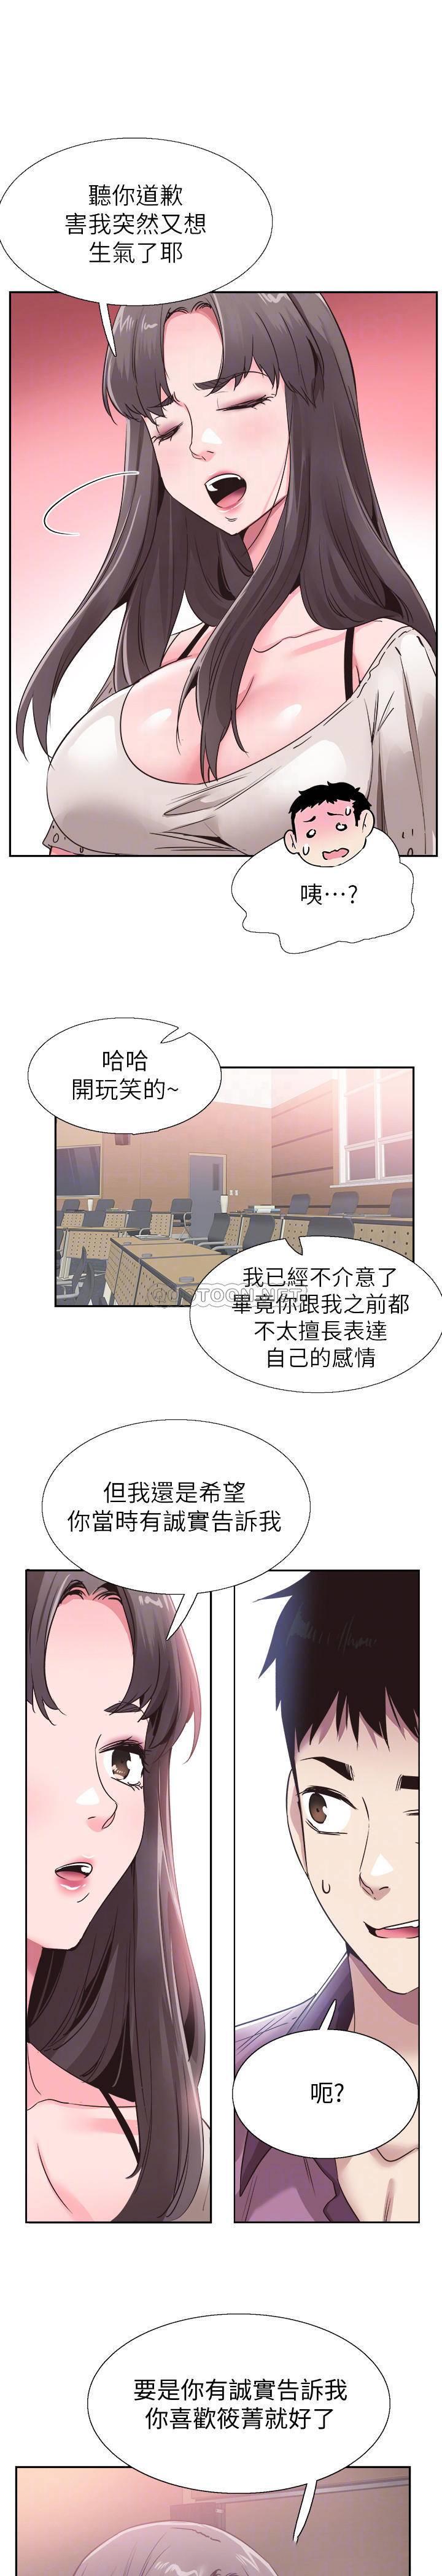 聽你道歉
害我突然又想
生氣了耶
咦…?
哈哈
開玩笑的~
我已經不介意了
畢竟你跟我之前都
不太擅長表達
自己的感情
但我還是希望
你當時有誠實告訴我
呃?
要是你有誠實告訴我
你喜歡筱菁就好了